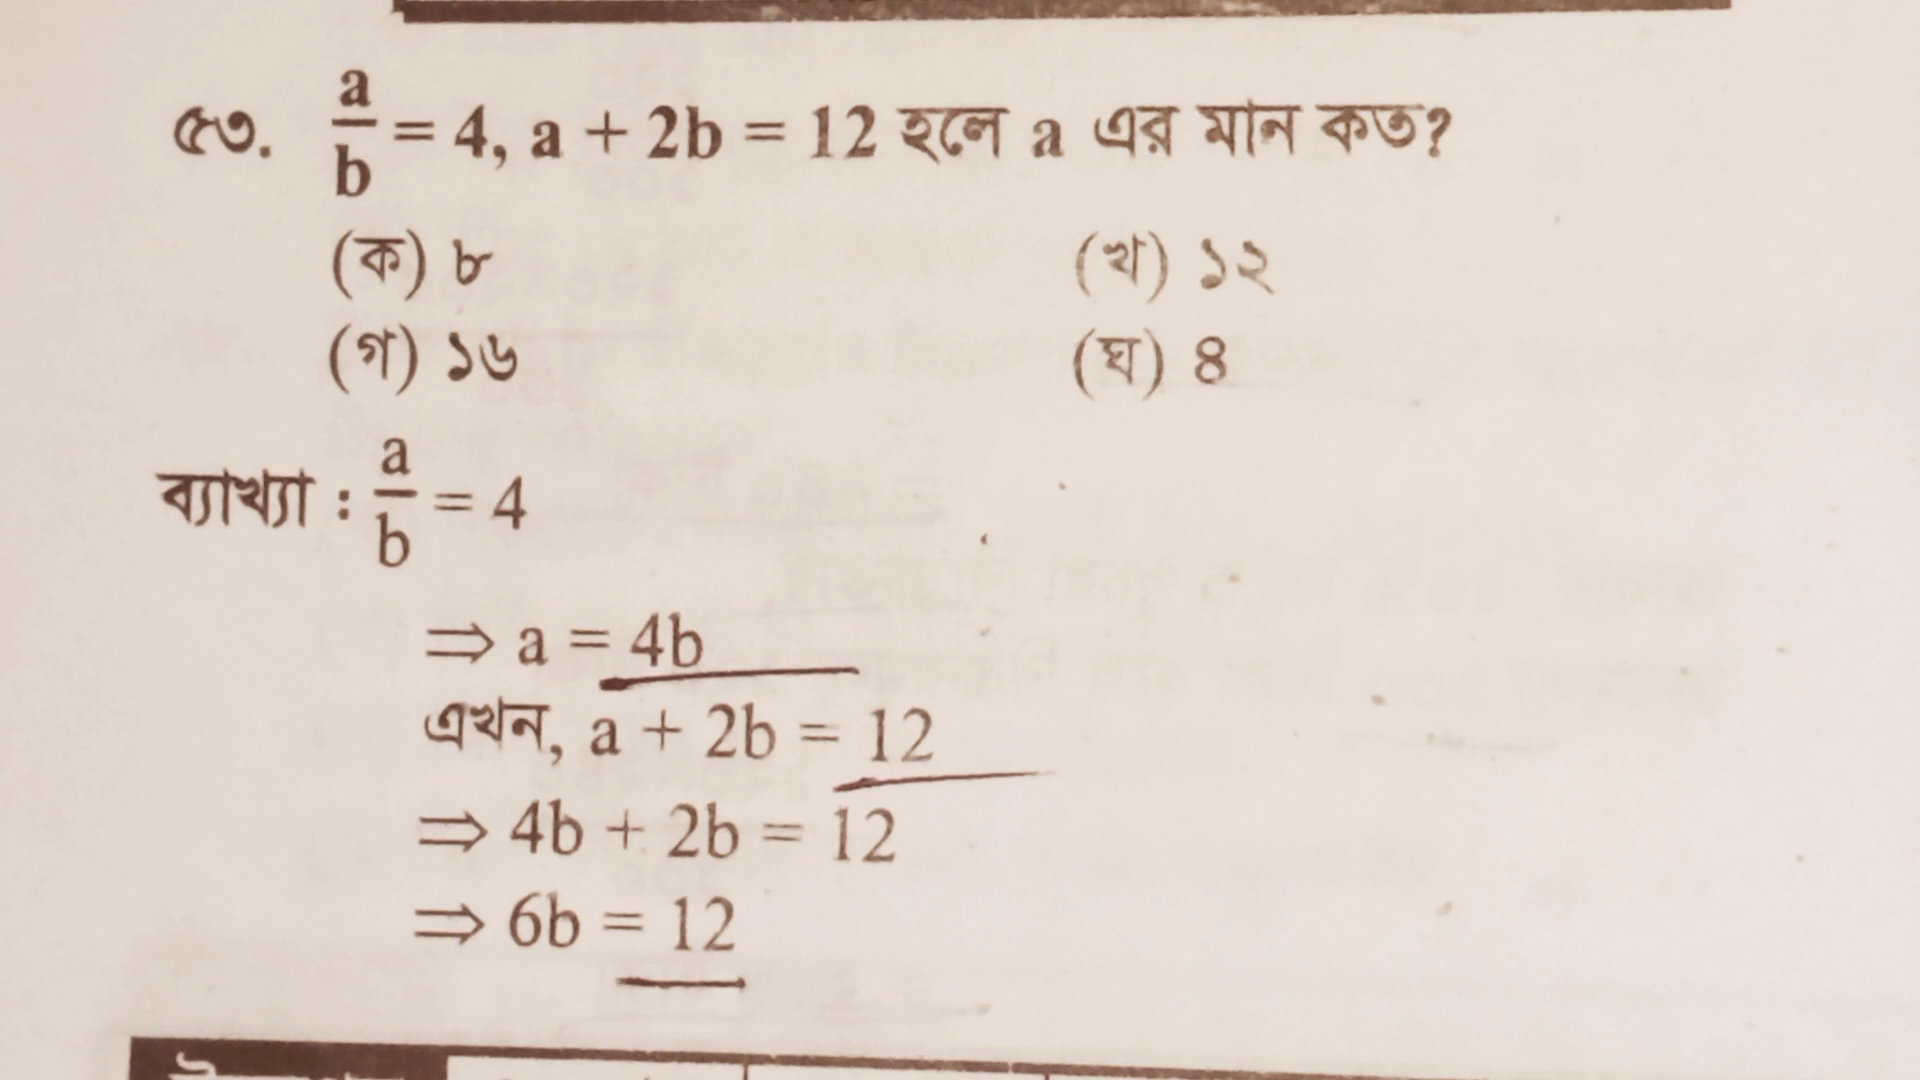 ৫৩. a/b = 4, a + 2b = 12 হলে a এর মান কত?
(ক) ৮ (খ) ১২
(গ) ১৬ (ঘ) 8
ব্যাখ্যা : a/b = 4
⇒ a = 4b
এখন, a + 2b = 12
⇒ 4b + 2b = 12
⇒ 6b = 12